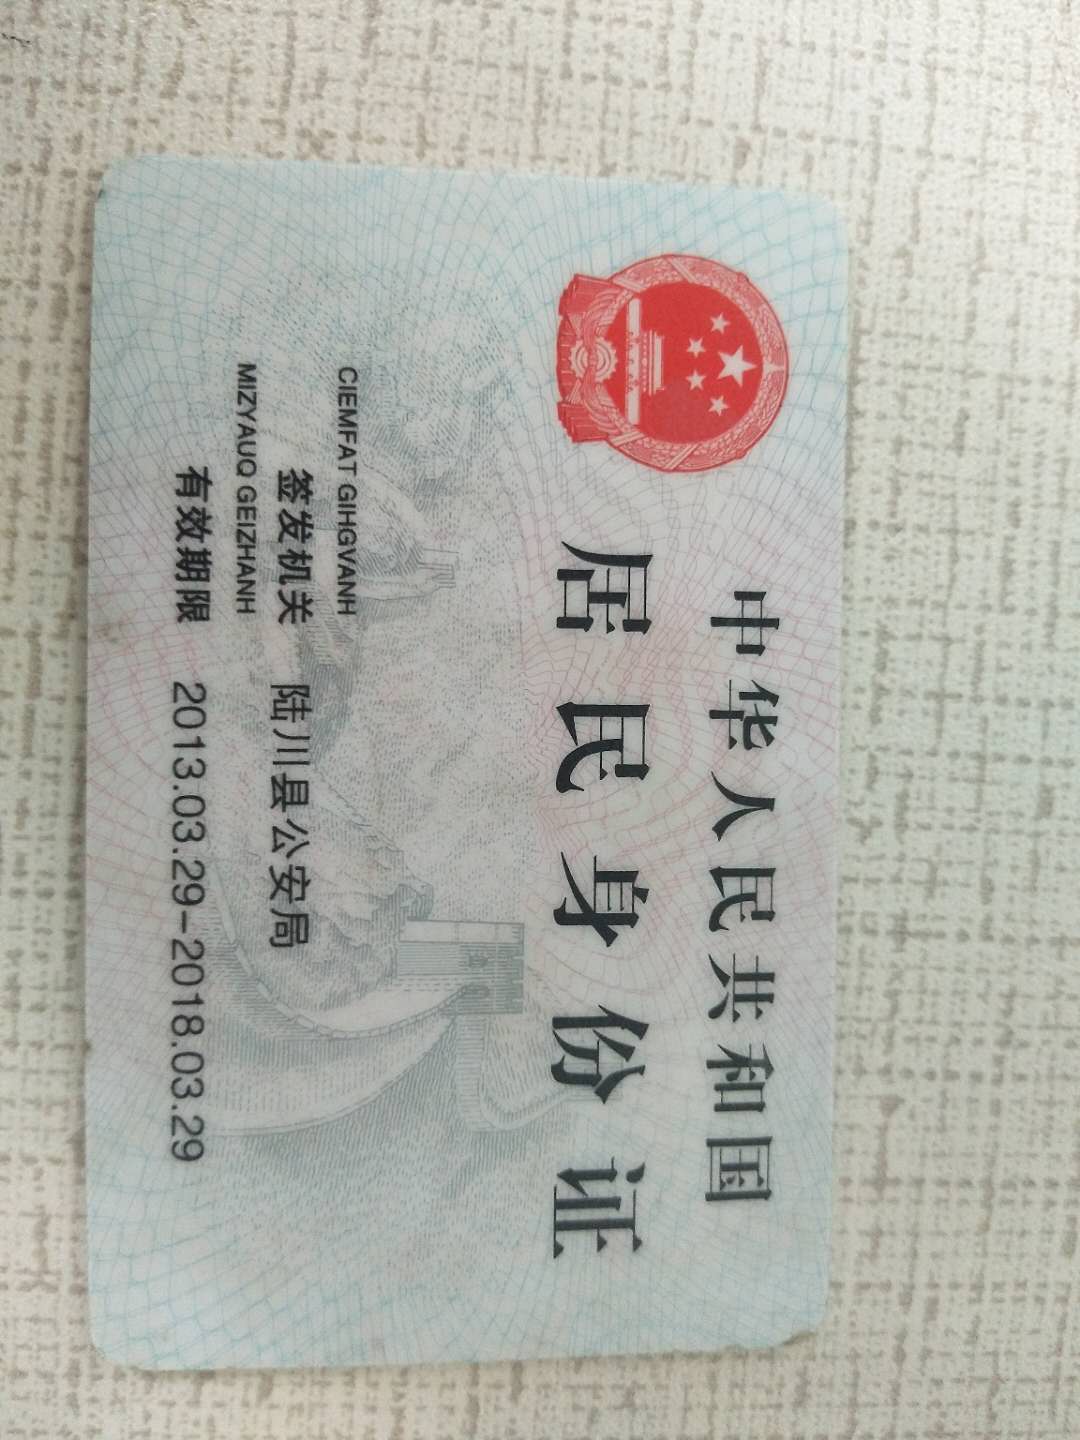 中华人民共和国
居民身份证
CIEMFAT GIHGVANH
签发机关 陆川县公安局
MIZYAUQ GEIZHANH
有效期限 2013.03.29-2018.03.29